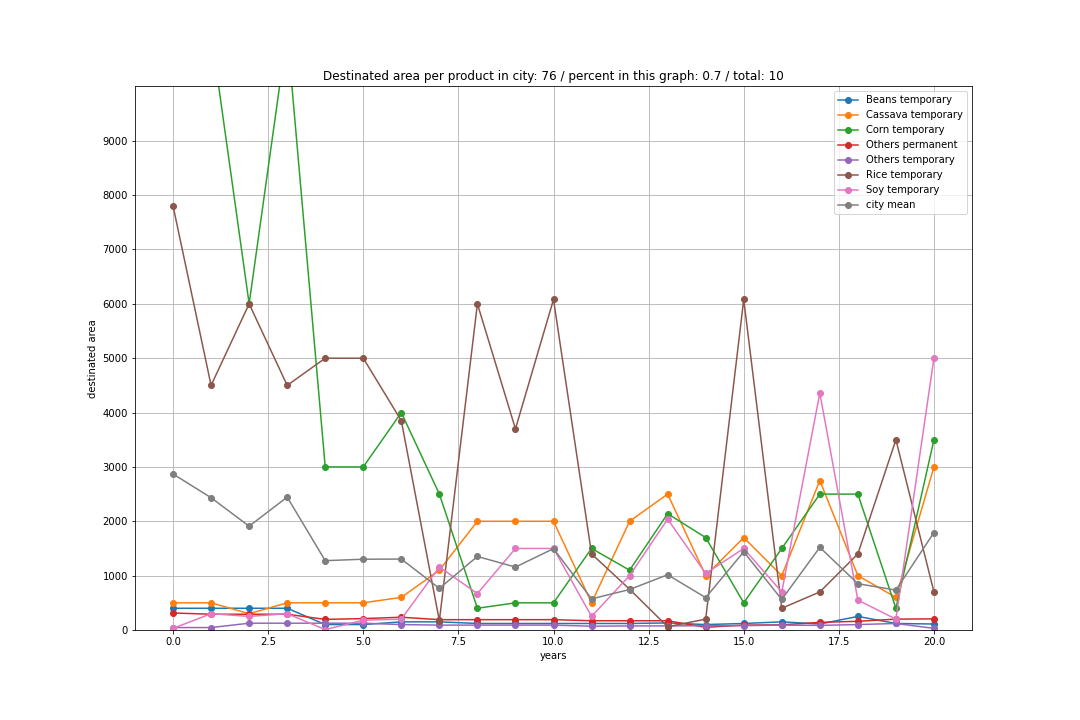 Destinated area per product in city: 76 / percent in this graph: 0.7 / total: 10
Beans temporary
Cassava temporary
Corn temporary
Others permanent
Others temporary
Rice temporary
Soy temporary
city mean
9000
8000
7000
6000
5000
4000
3000
2000
1000
0
destinated area
0.0 2.5 5.0 7.5 10.0 12.5 15.0 17.5 20.0
years